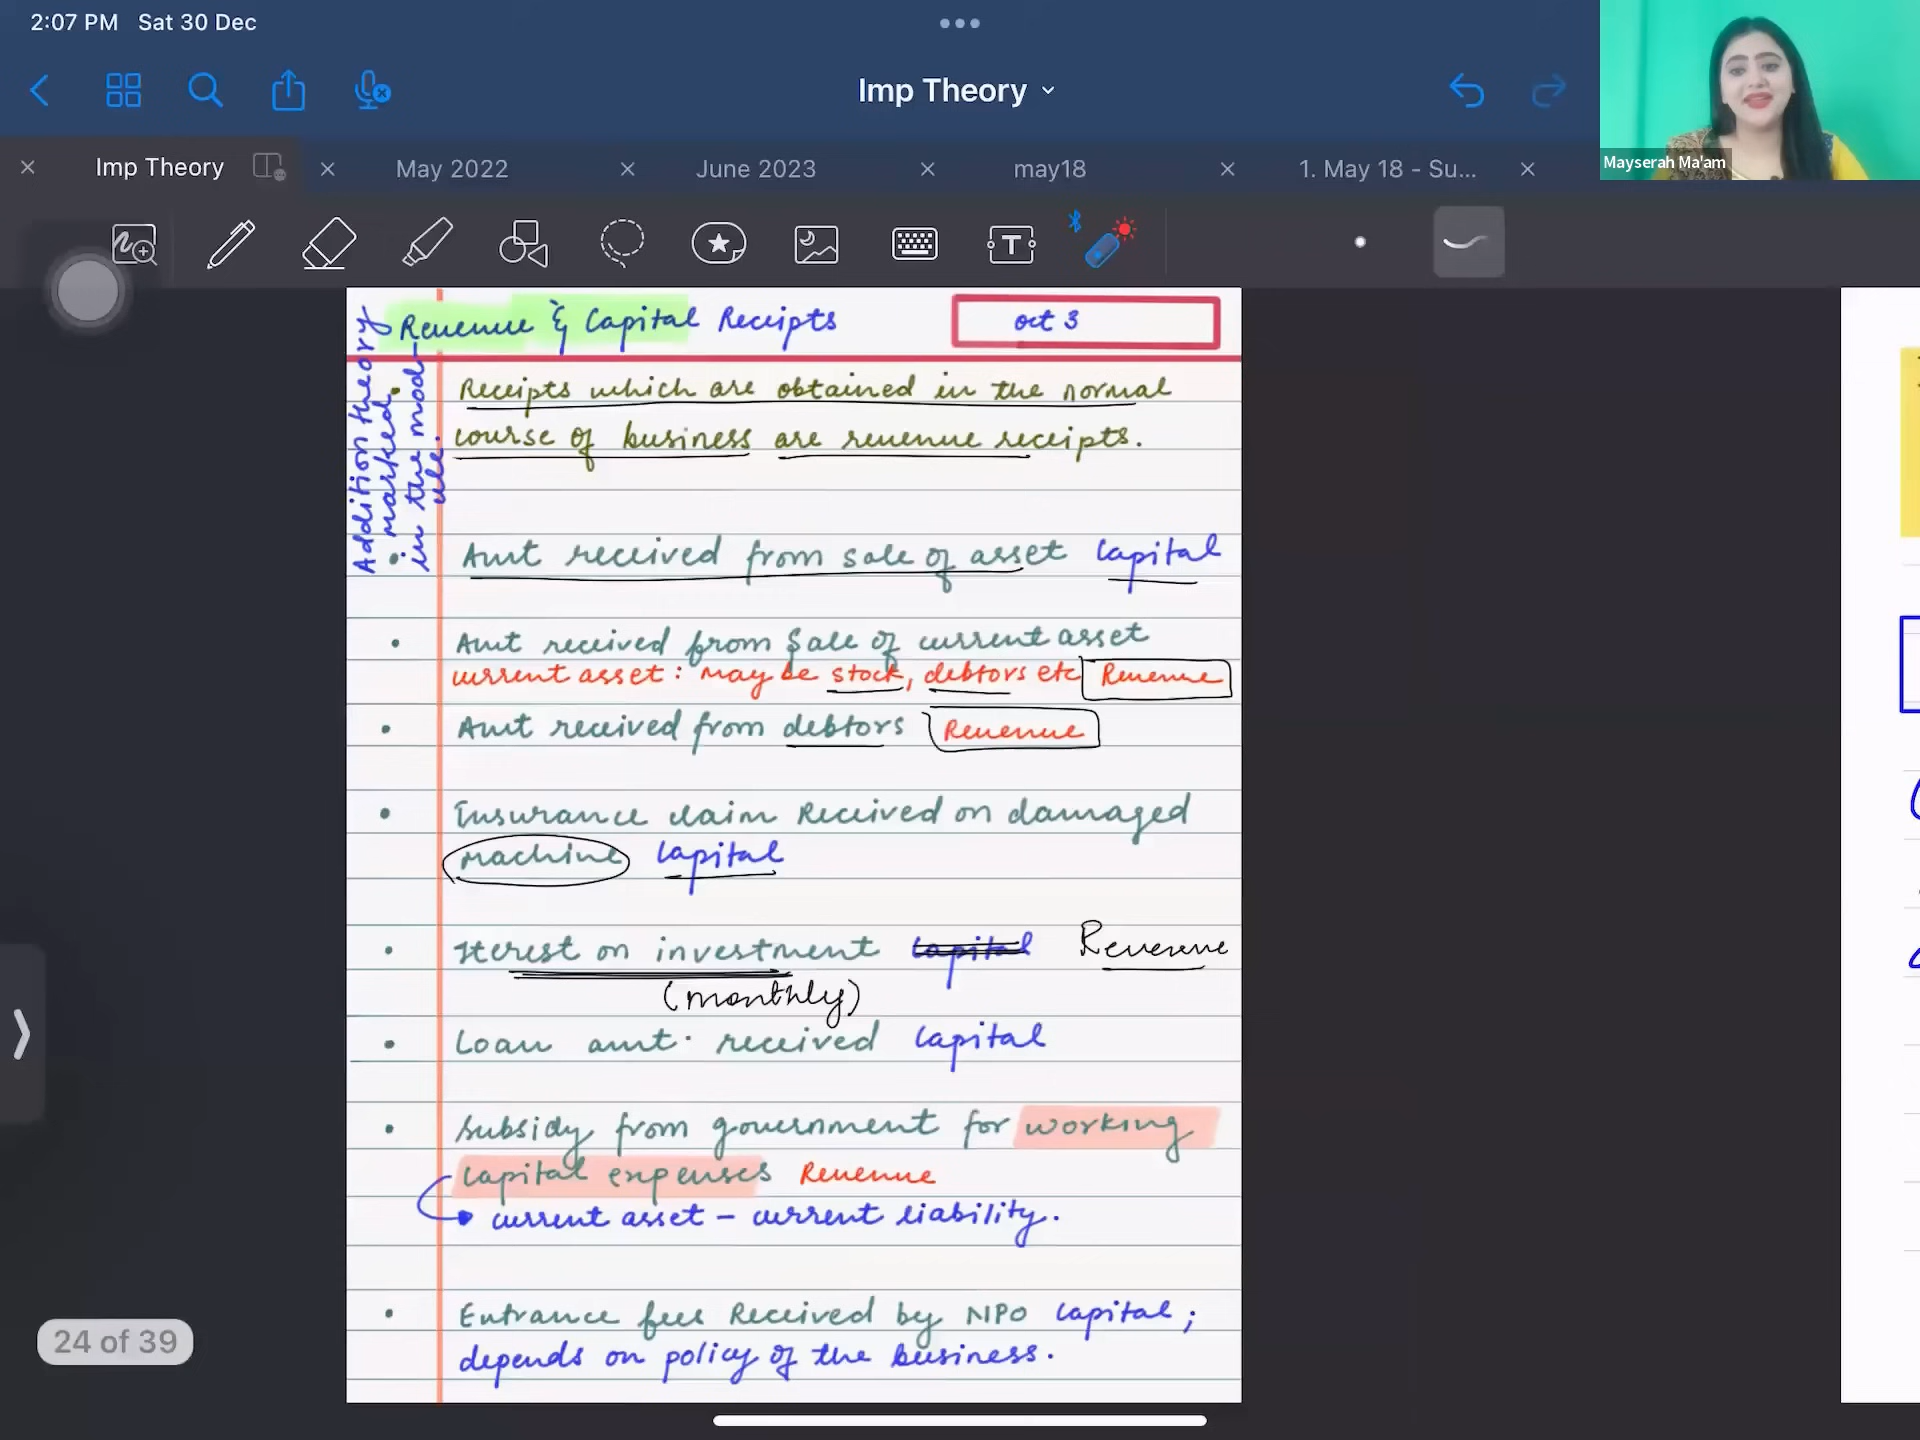 2:07 PM Sat 30 Dec
Imp Theory
Mayserah Ma'am
Imp Theory May 2022 June 2023 may18 1. May 18 - Su...
Revenue & Capital Receipts oct 3
Addition theory marked in the module.
Receipts which are obtained in the normal
course of business are revenue receipts.
Amt received from sale of asset Capital
Amt received from sale of current asset
current asset: may be stock, debtors etc Revenue
Amt received from debtors Revenue
Insurance claim Received on damaged
machine Capital
Iterest on investment Capital Revenue
(monthly)
Loan amt. received Capital
Subsidy from government for working
capital expenses Revenue
current asset - current liability.
Entrance fees Received by NPO Capital;
depends on policy of the business.
24 of 39